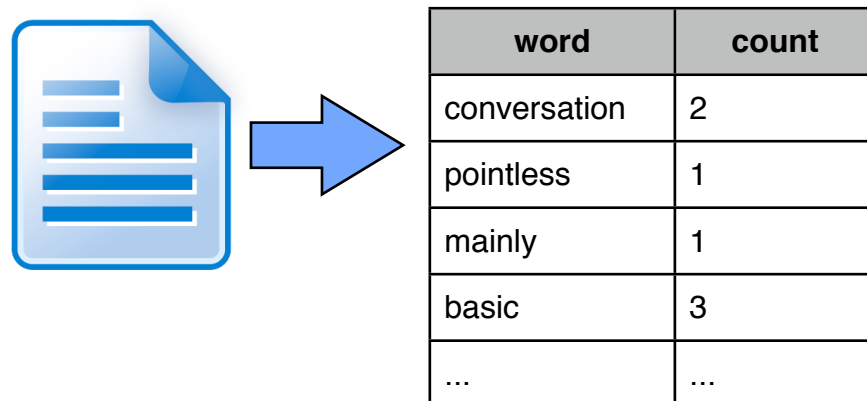 word count
conversation 2
pointless 1
mainly 1
basic 3
... ...